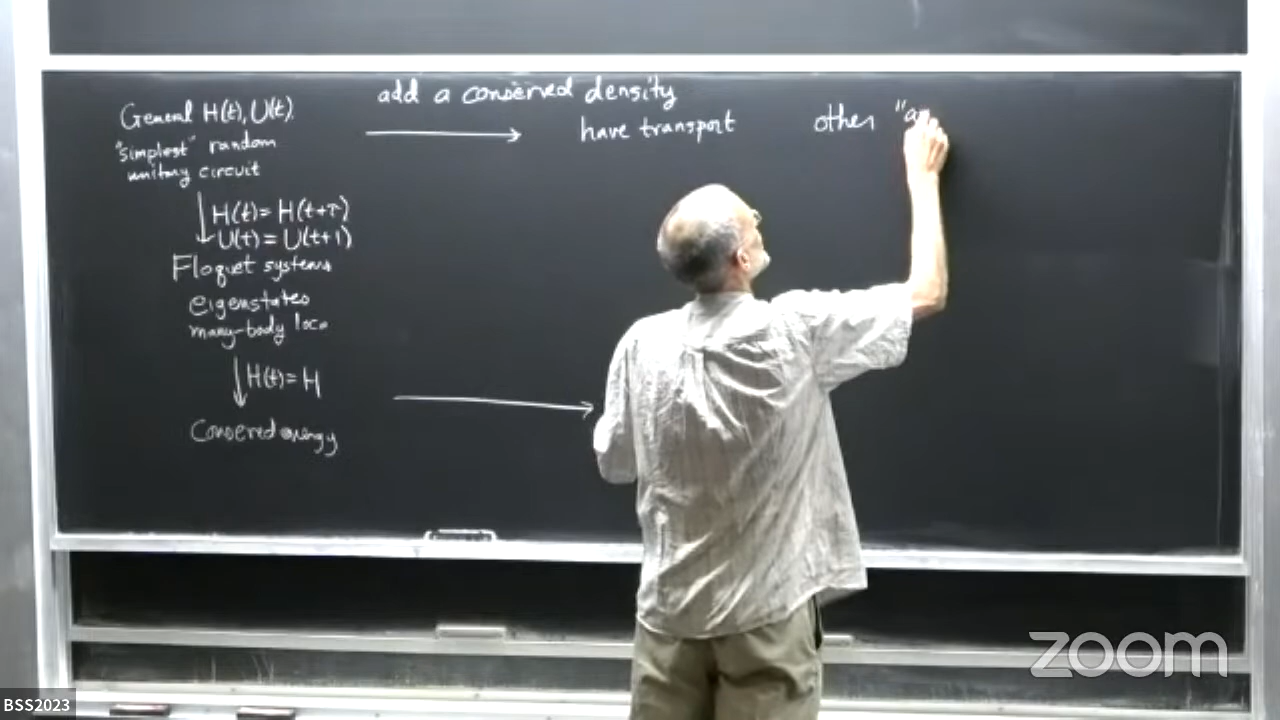 General H(t), U(t).
"simplest" random
unitary circuit
H(t) = H(t+τ)
U(t) = U(t+1)
Floquet systems
eigenstates
many-body loc.
H(t) = H
Conserved energy
add a conserved density
have transport
other "a
zoom
BSS2023